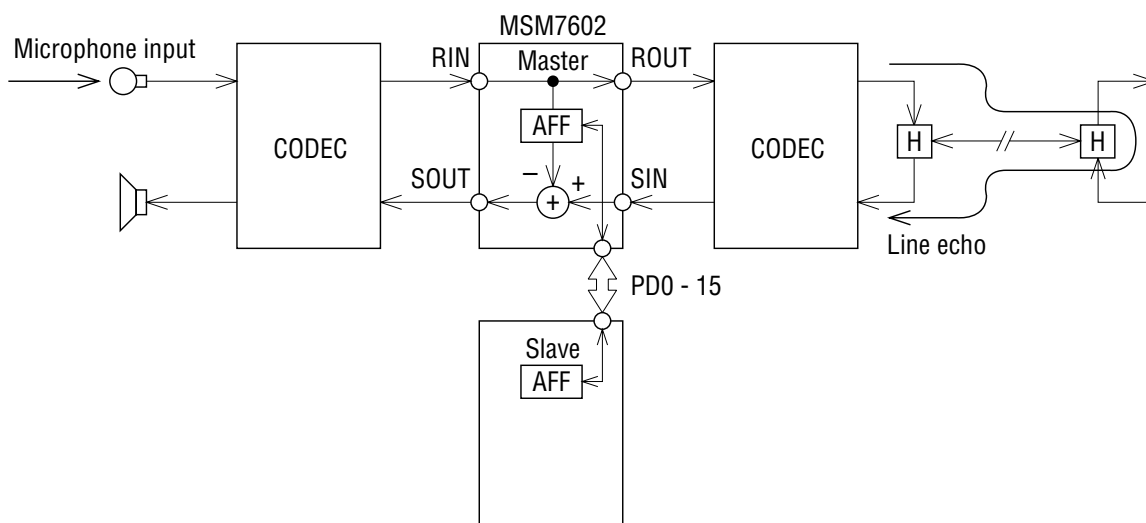 MSM7602
Microphone input
RIN
Master
ROUT
AFF
CODEC
CODEC
H
H
SOUT
−
+
+
SIN
Line echo
PD0 - 15
Slave
AFF